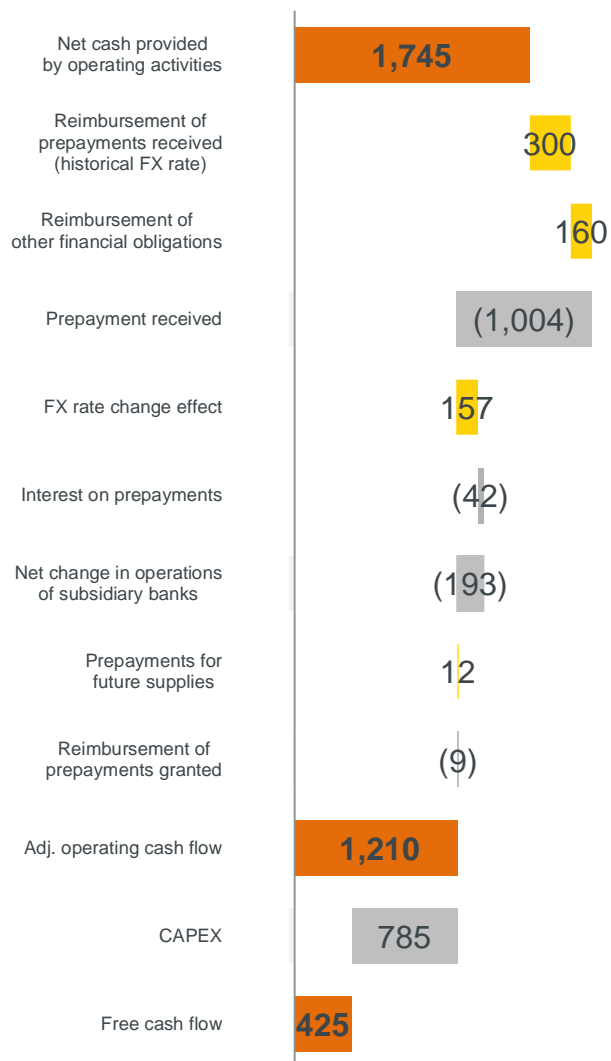 Net cash provided
by operating activities
1,745
Reimbursement of
prepayments received
(historical FX rate)
300
Reimbursement of
other financial obligations
160
Prepayment received
(1,004)
FX rate change effect
157
Interest on prepayments
(42)
Net change in operations
of subsidiary banks
(193)
Prepayments for
future supplies
12
Reimbursement of
prepayments granted
(9)
Adj. operating cash flow
1,210
CAPEX
785
Free cash flow
425